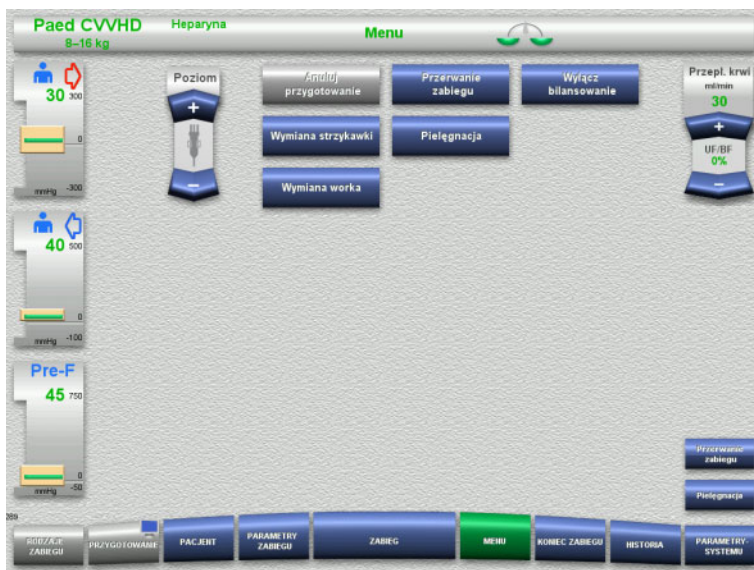 Paed CVVHD
Heparyna
8–16 kg
Menu
30
300
0
mmHg
-300
40
500
0
mmHg
-100
Pre-F
45
750
0
mmHg
-50
Poziom
+
−
Anuluj
przygotowanie
Przerwanie
zabiegu
Wyłącz
bilansowanie
Wymiana strzykawki
Pielęgnacja
Wymiana worka
Przepł. krwi
ml/min
30
+
UF/BF
0%
−
Przerwanie
zabiegu
Pielęgnacja
269
RODZAJE
ZABIEGU
PRZYGOTOWANIE
PACJENT
PARAMETRY
ZABIEGU
ZABIEG
MENU
KONIEC ZABIEGU
HISTORIA
PARAMETRY-
SYSTEMU